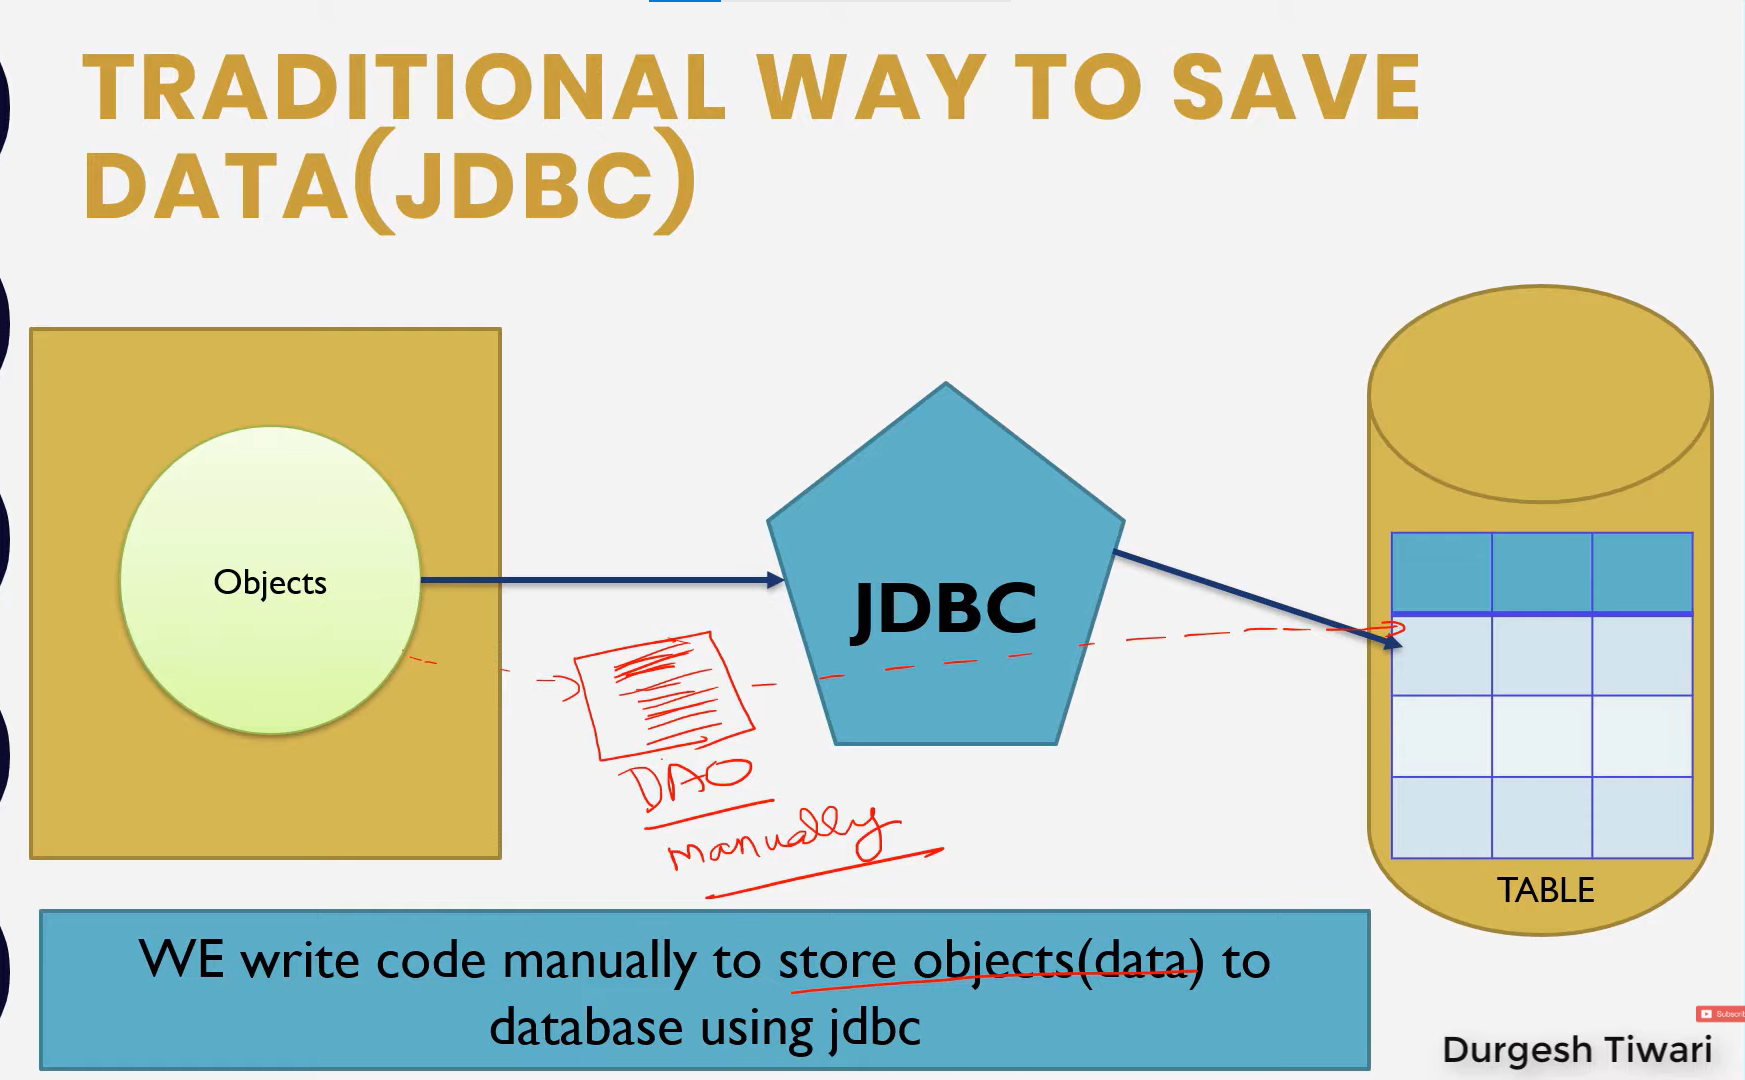 TRADITIONAL WAY TO SAVE
DATA(JDBC)
Objects
JDBC
DAO
manually
TABLE
WE write code manually to store objects(data) to
database using jdbc
Subscrib
Durgesh Tiwari